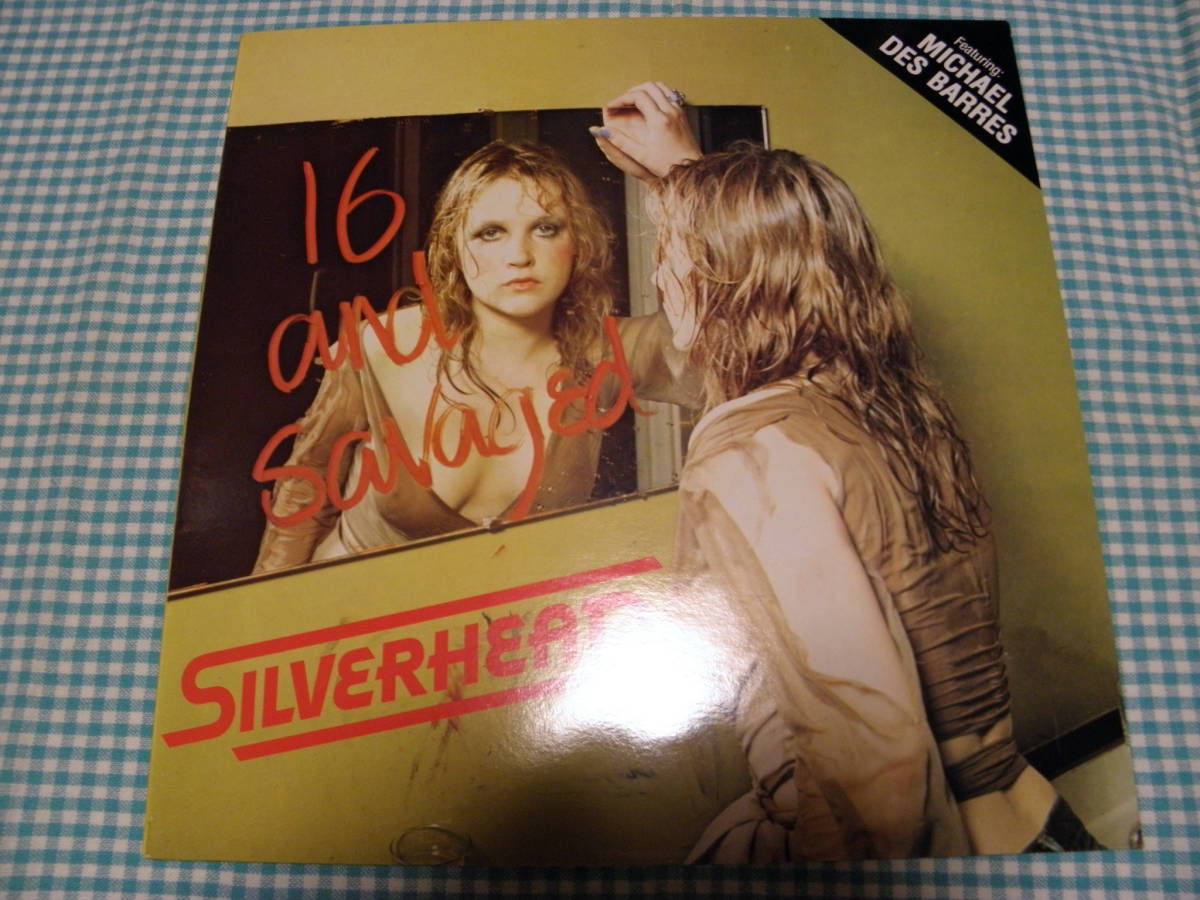 Featuring:
MICHAEL
DES BARRES
16
and
Savaged
SILVERHEAD